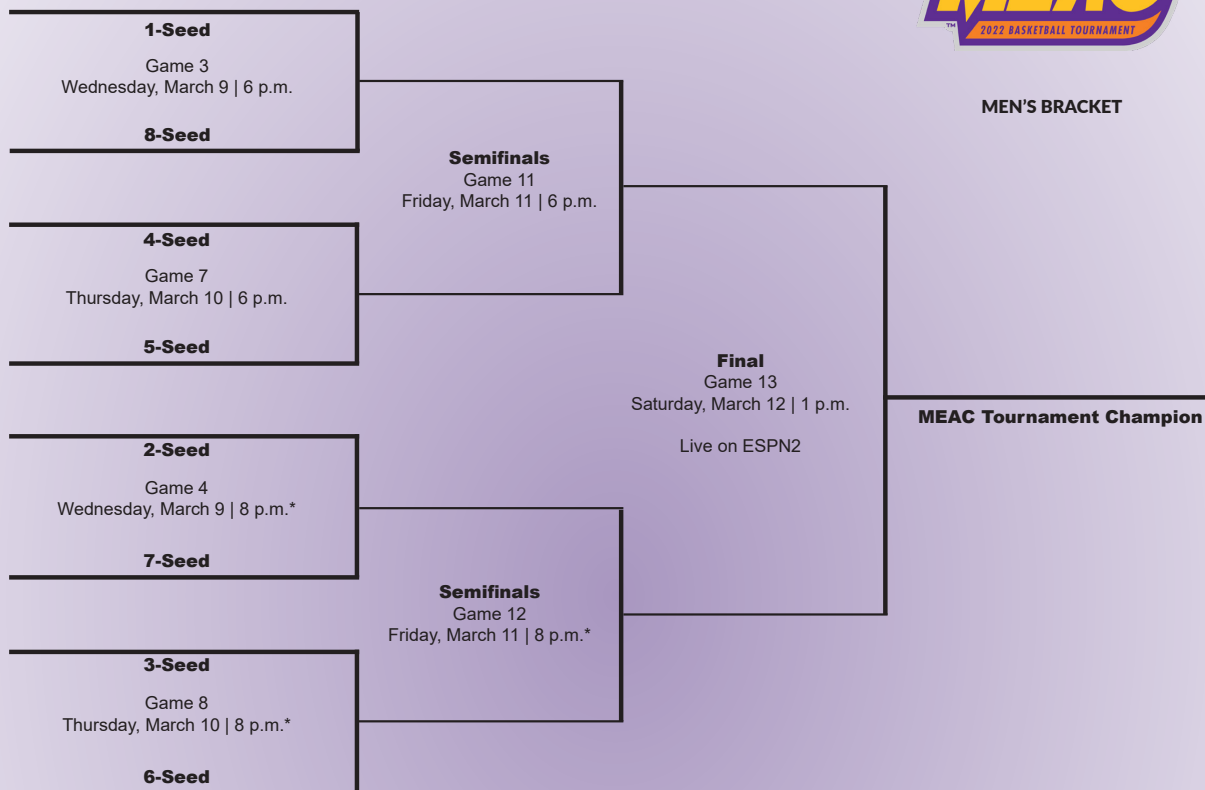 MEAC
™
2022 BASKETBALL TOURNAMENT
MEN'S BRACKET
1-Seed
Game 3
Wednesday, March 9 | 6 p.m.
8-Seed
Semifinals
Game 11
Friday, March 11 | 6 p.m.
4-Seed
Game 7
Thursday, March 10 | 6 p.m.
5-Seed
Final
Game 13
Saturday, March 12 | 1 p.m.
Live on ESPN2
MEAC Tournament Champion
2-Seed
Game 4
Wednesday, March 9 | 8 p.m.*
7-Seed
Semifinals
Game 12
Friday, March 11 | 8 p.m.*
3-Seed
Game 8
Thursday, March 10 | 8 p.m.*
6-Seed